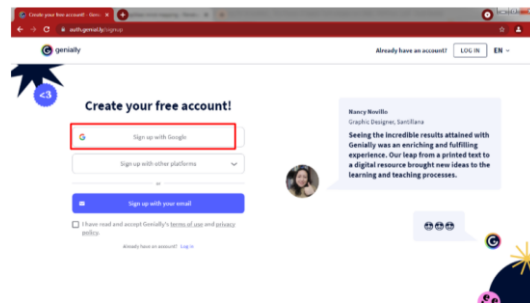 Create your free account! - Geni
auth.genial.ly/signup
genially
Already have an account?
LOG IN
EN
<3
Create your free account!
Sign up with Google
Sign up with other platforms
or
Sign up with your email
I have read and accept Genially's terms of use and privacy
policy.
Already have an account? Log in
Nancy Noville
Graphic Designer, Santillana
Seeing the incredible results attained with
Genially was an enriching and fulfilling
experience. Our leap from a printed text to
a digital resource brought new ideas to the
learning and teaching processes.